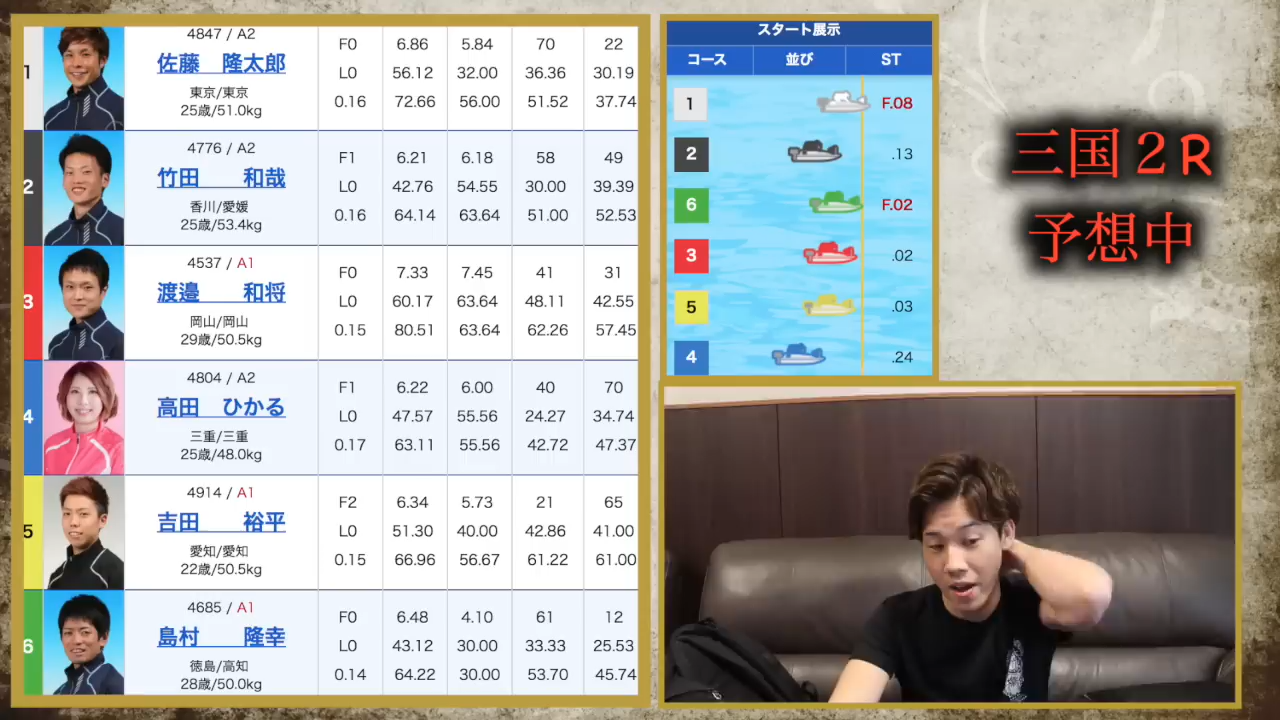 1
4847 / A2
佐藤 隆太郎
東京/東京
25歳/51.0kg
F0 6.86 5.84 70 22
L0 56.12 32.00 36.36 30.19
0.16 72.66 56.00 51.52 37.74
2
4776 / A2
竹田 和哉
香川/愛媛
25歳/53.4kg
F1 6.21 6.18 58 49
L0 42.76 54.55 30.00 39.39
0.16 64.14 63.64 51.00 52.53
3
4537 / A1
渡邉 和将
岡山/岡山
29歳/50.5kg
F0 7.33 7.45 41 31
L0 60.17 63.64 48.11 42.55
0.15 80.51 63.64 62.26 57.45
4
4804 / A2
高田 ひかる
三重/三重
25歳/48.0kg
F1 6.22 6.00 40 70
L0 47.57 55.56 24.27 34.74
0.17 63.11 55.56 42.72 47.37
5
4914 / A1
吉田 裕平
愛知/愛知
22歳/50.5kg
F2 6.34 5.73 21 65
L0 51.30 40.00 42.86 41.00
0.15 66.96 56.67 61.22 61.00
6
4685 / A1
島村 隆幸
徳島/高知
28歳/50.0kg
F0 6.48 4.10 61 12
L0 43.12 30.00 33.33 25.53
0.14 64.22 30.00 53.70 45.74
スタート展示
コース 並び ST
1 F.08
2 .13
6 F.02
3 .02
5 .03
4 .24
三国２R
予想中